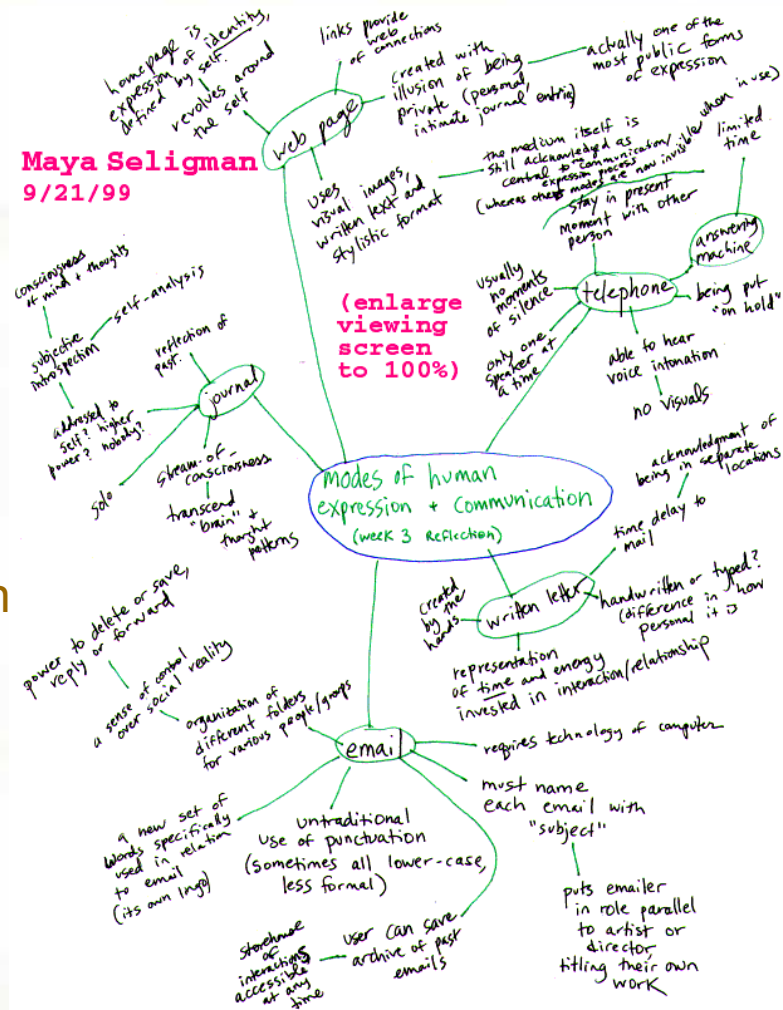 homepage is
expression of identity,
defined by self.
revolves around
the self
links provide
web
of connections
web page
created with
illusion of being
private (personal,
intimate journal entries)
actually one of the
most public forms
of expression
uses
visual images,
written text and
stylistic format
the medium itself is
still acknowledged as
central to communication/
expression process
(whereas others modes are now invisible when in use)
Maya Seligman
9/21/99
limited
time
stay in present
moment with other
person
answering
machine
telephone
usually
no
moments
of silence
being put
"on hold"
only one
speaker at
a time
able to hear
voice intonation
no visuals
(enlarge
viewing
screen
to 100%)
consciousness
of mind + thoughts
self-analysis
subjective
introspection
reflection of
past
journal
addressed to
self? higher
power? nobody?
solo
stream-of-
consciousness
transcend
"brain" +
thought
patterns
modes of human
expression + communication
(week 3 Reflection)
acknowledgment of
being in separate
locations
time delay to
mail
written letter
handwritten or typed?
(difference in how
personal it is
created
by the
hands
representation
of time and energy
invested in interaction/relationship
n
power to delete or save,
reply or forward
a sense of control
over social reality
organization of
different folders
for various people/groups
email
requires technology of computer
must name
each email with
"subject"
puts emailer
in role parallel
to artist or
director,
titling their own
work
a new set of
words specifically
used in relation
to email
(its own lingo)
untraditional
use of punctuation
(sometimes all lower-case,
less formal)
user can save
archive of past
emails
storehouse
of
interactions
accessible
at any
time